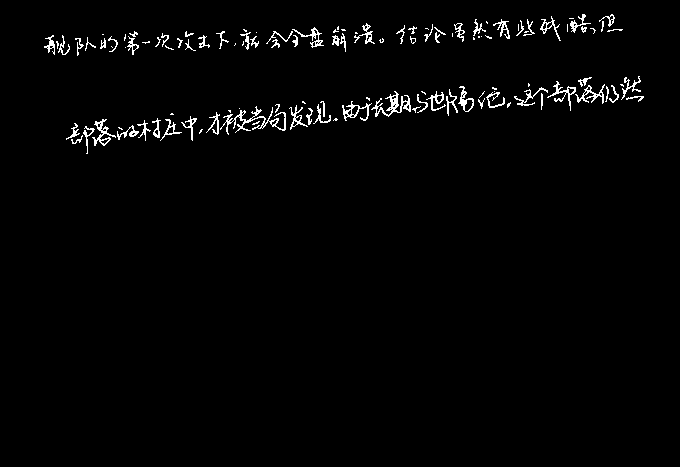 舰队的第一次攻击下，就会全盘崩溃。结论虽然有些残酷，但
部落的村庄中，才被当局发现。由于长期与世隔绝，这个部落仍然